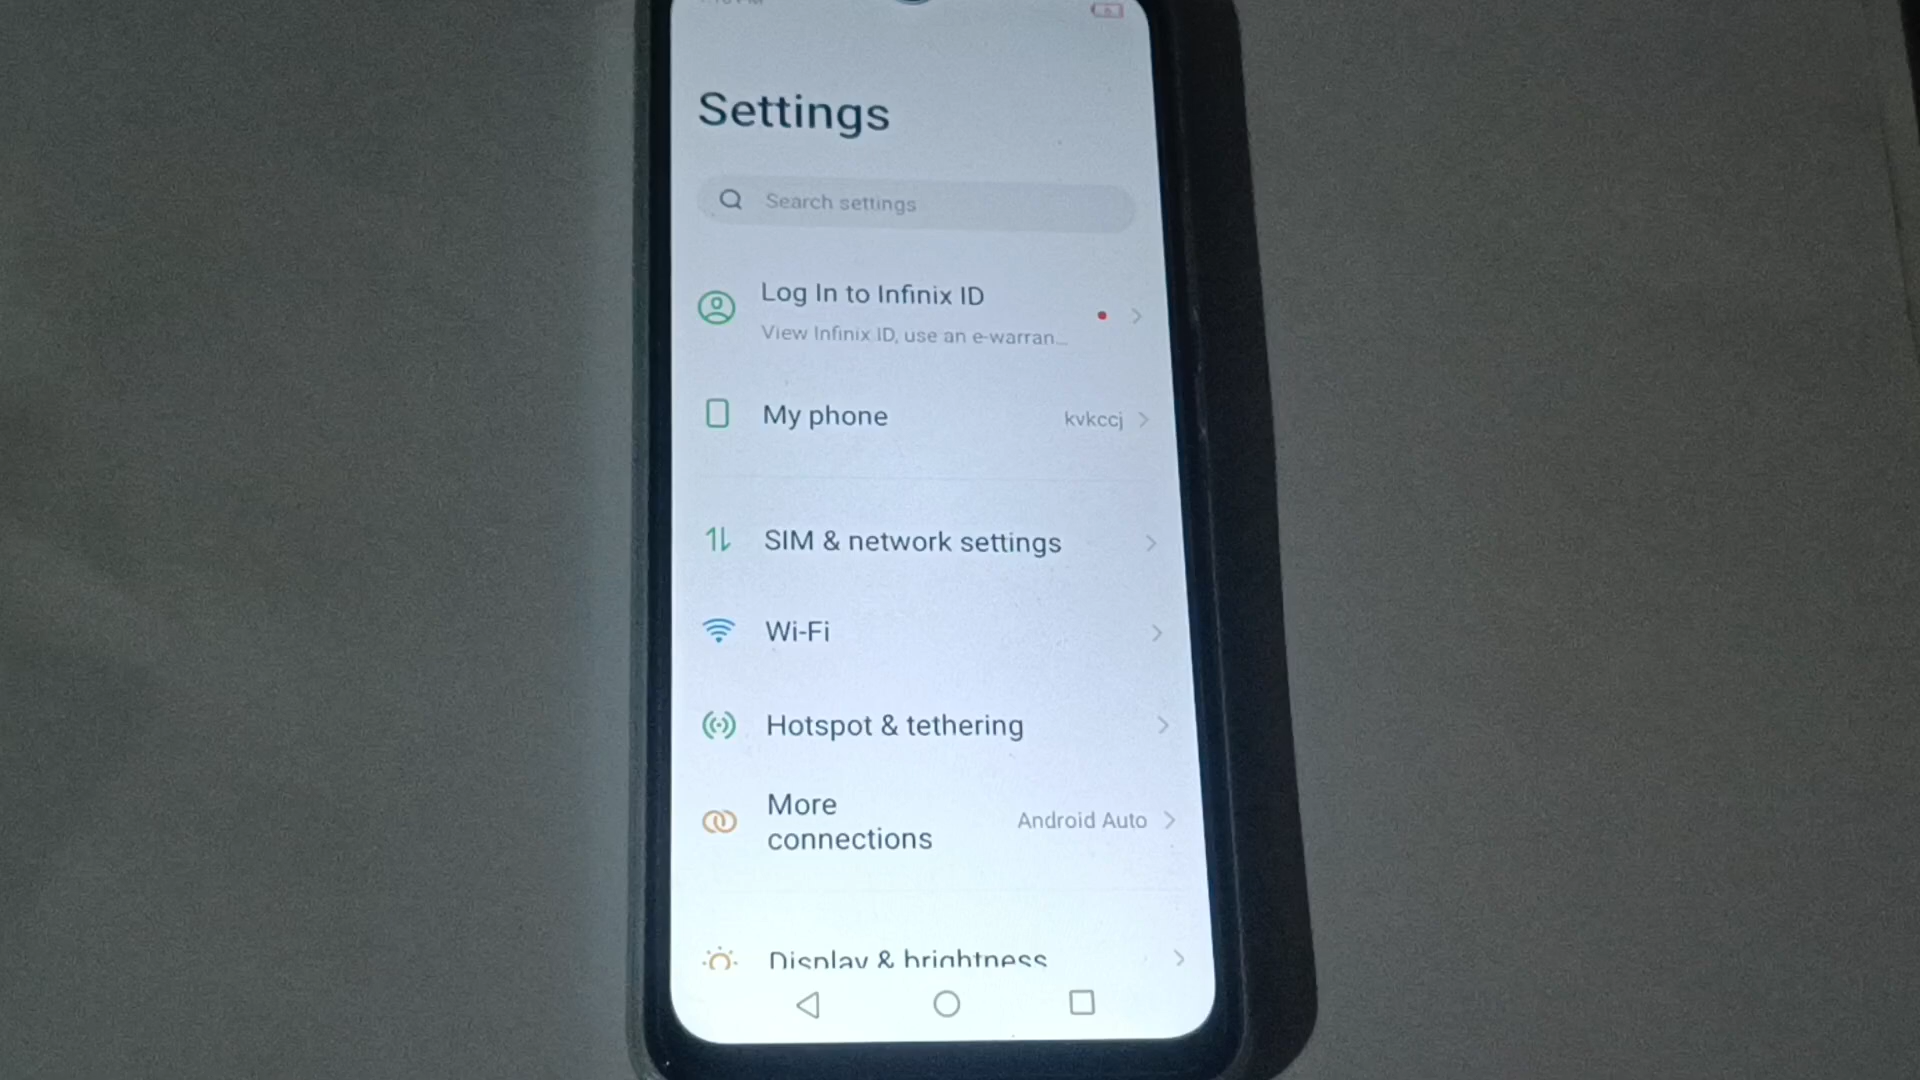 Settings
Search settings
Log In to Infinix ID
View Infinix ID, use an e-warran...
My phone
kvkccj
SIM & network settings
Wi-Fi
Hotspot & tethering
More
connections
Android Auto
Display & brightness